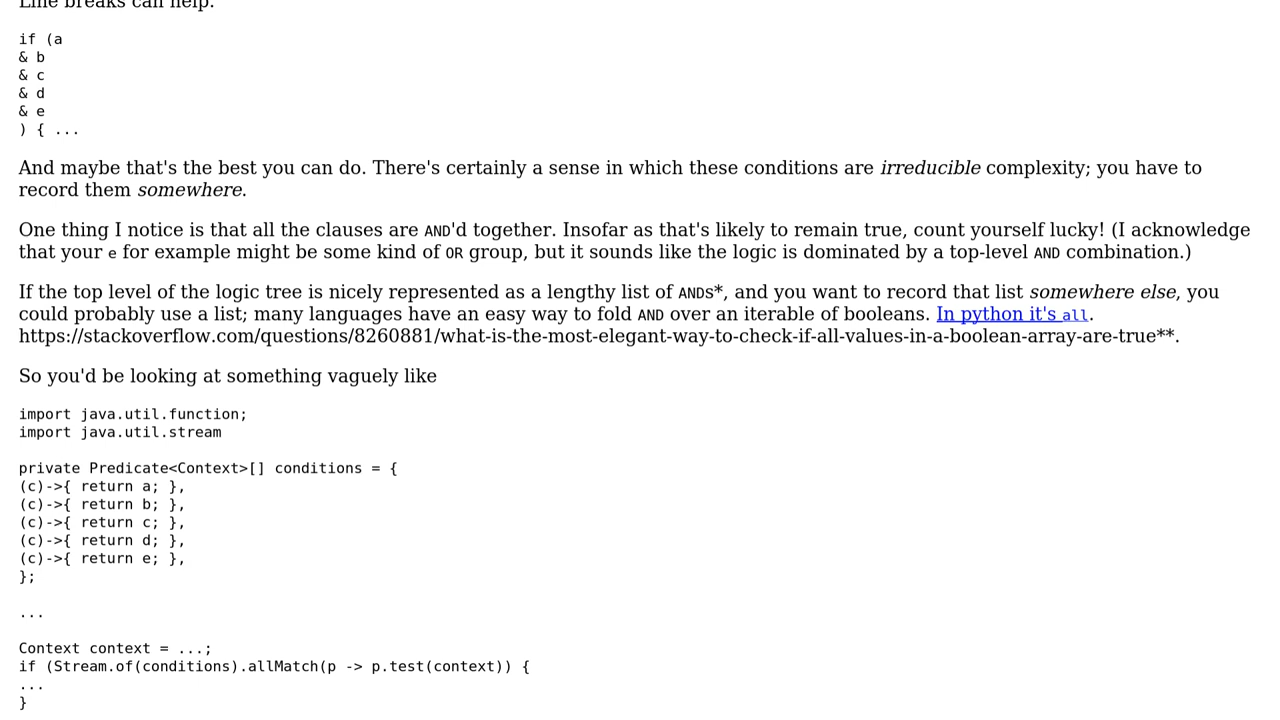 Line breaks can help.
if (a
& b
& c
& d
& e
) { ...
And maybe that's the best you can do. There's certainly a sense in which these conditions are irreducible complexity; you have to
record them somewhere.
One thing I notice is that all the clauses are AND'd together. Insofar as that's likely to remain true, count yourself lucky! (I acknowledge
that your e for example might be some kind of OR group, but it sounds like the logic is dominated by a top-level AND combination.)
If the top level of the logic tree is nicely represented as a lengthy list of ANDs*, and you want to record that list somewhere else, you
could probably use a list; many languages have an easy way to fold AND over an iterable of booleans. In python it's all.
https://stackoverflow.com/questions/8260881/what-is-the-most-elegant-way-to-check-if-all-values-in-a-boolean-array-are-true**.
So you'd be looking at something vaguely like
import java.util.function;
import java.util.stream
private Predicate<Context>[] conditions = {
(c)->{ return a; },
(c)->{ return b; },
(c)->{ return c; },
(c)->{ return d; },
(c)->{ return e; },
};
...
Context context = ...;
if (Stream.of(conditions).allMatch(p -> p.test(context)) {
...
}